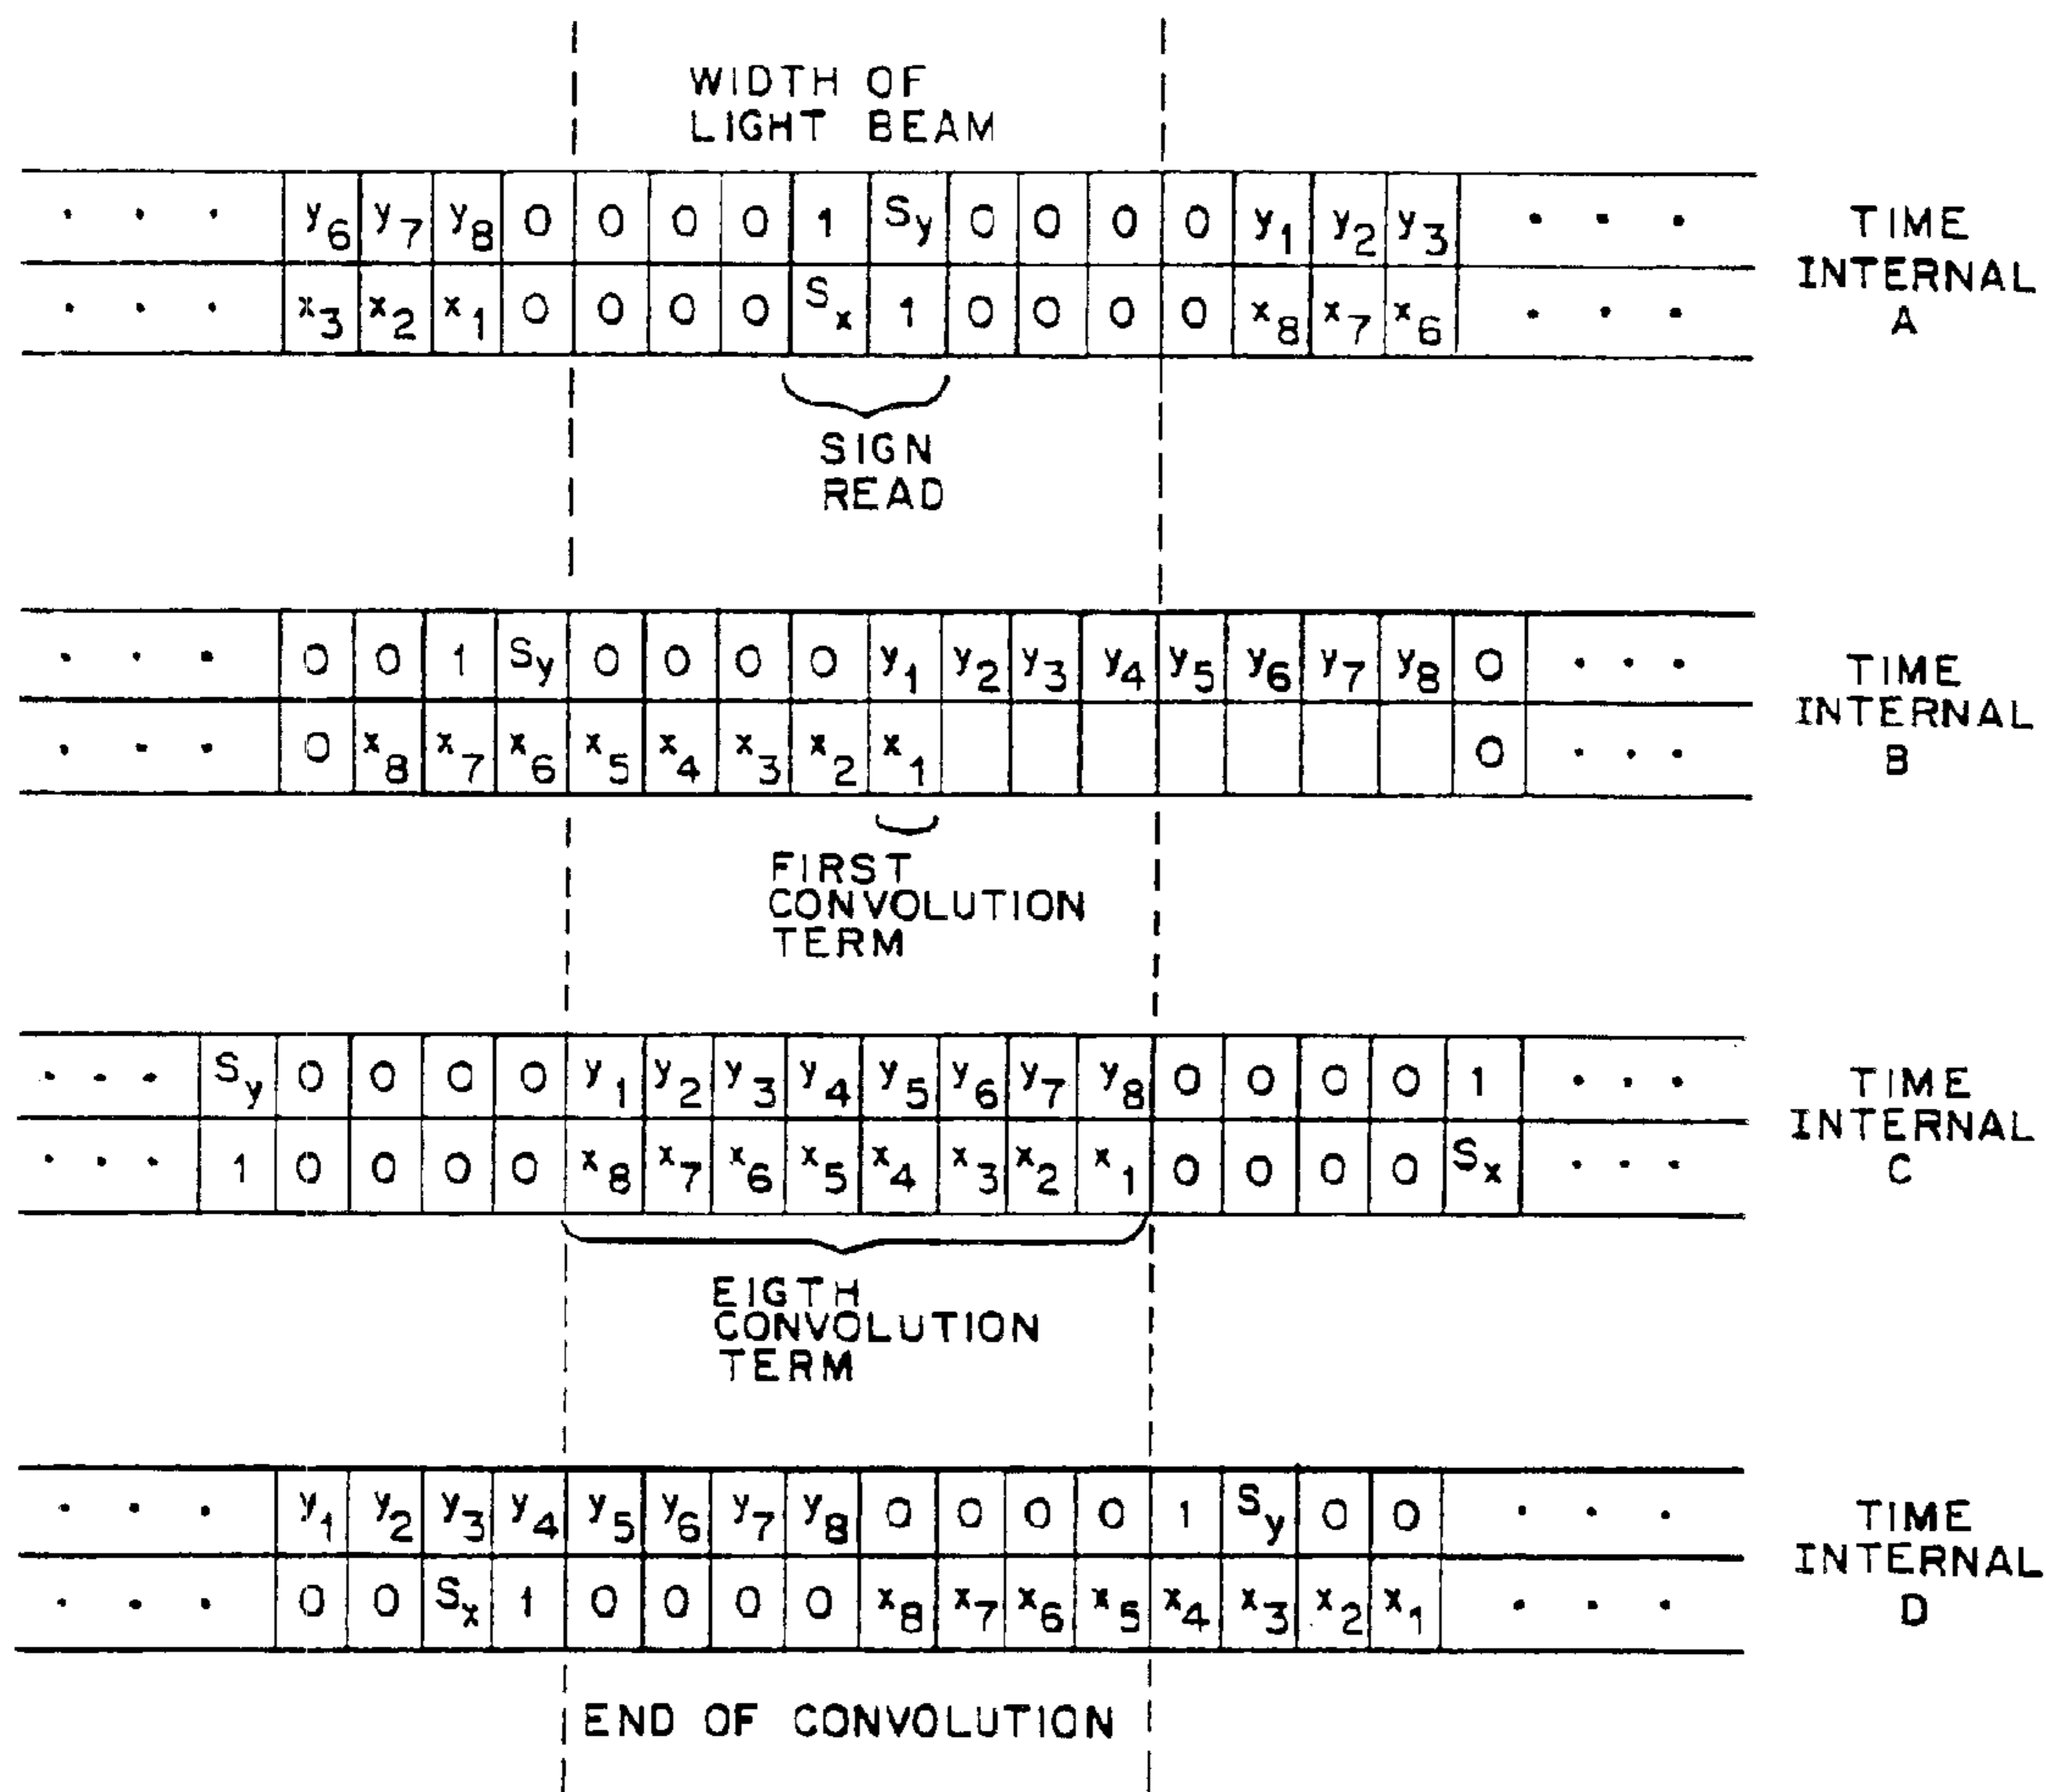 WIDTH OF
LIGHT BEAM
. . . y6 y7 y8 0 0 0 0 1 Sy 0 0 0 0 y1 y2 y3 . . .
. . . x3 x2 x1 0 0 0 0 Sx 1 0 0 0 0 x8 x7 x6 . . .
TIME
INTERNAL
A
SIGN
READ
. . . 0 0 1 Sy 0 0 0 0 y1 y2 y3 y4 y5 y6 y7 y8 0 . . .
. . . 0 x8 x7 x6 x5 x4 x3 x2 x1 0 . . .
TIME
INTERNAL
B
FIRST
CONVOLUTION
TERM
. . . Sy 0 0 0 0 y1 y2 y3 y4 y5 y6 y7 y8 0 0 0 0 1 . . .
. . . 1 0 0 0 0 x8 x7 x6 x5 x4 x3 x2 x1 0 0 0 0 Sx . . .
TIME
INTERNAL
C
EIGTH
CONVOLUTION
TERM
. . . y1 y2 y3 y4 y5 y6 y7 y8 0 0 0 0 1 Sy 0 0 . . .
. . . 0 0 Sx 1 0 0 0 0 x8 x7 x6 x5 x4 x3 x2 x1 . . .
TIME
INTERNAL
D
END OF CONVOLUTION